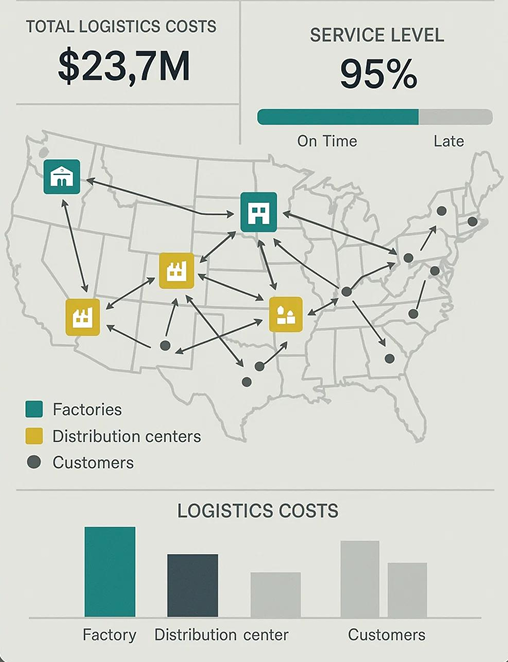 TOTAL LOGISTICS COSTS
$23,7M
SERVICE LEVEL
95%
On Time
Late
Factories
Distribution centers
Customers
LOGISTICS COSTS
Factory
Distribution center
Customers